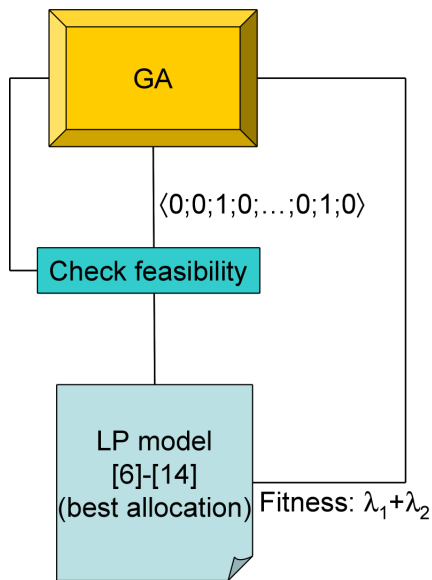 GA
⟨0;0;1;0;…;0;1;0⟩
Check feasibility
LP model
[6]-[14]
(best allocation)
Fitness: λ₁+λ₂